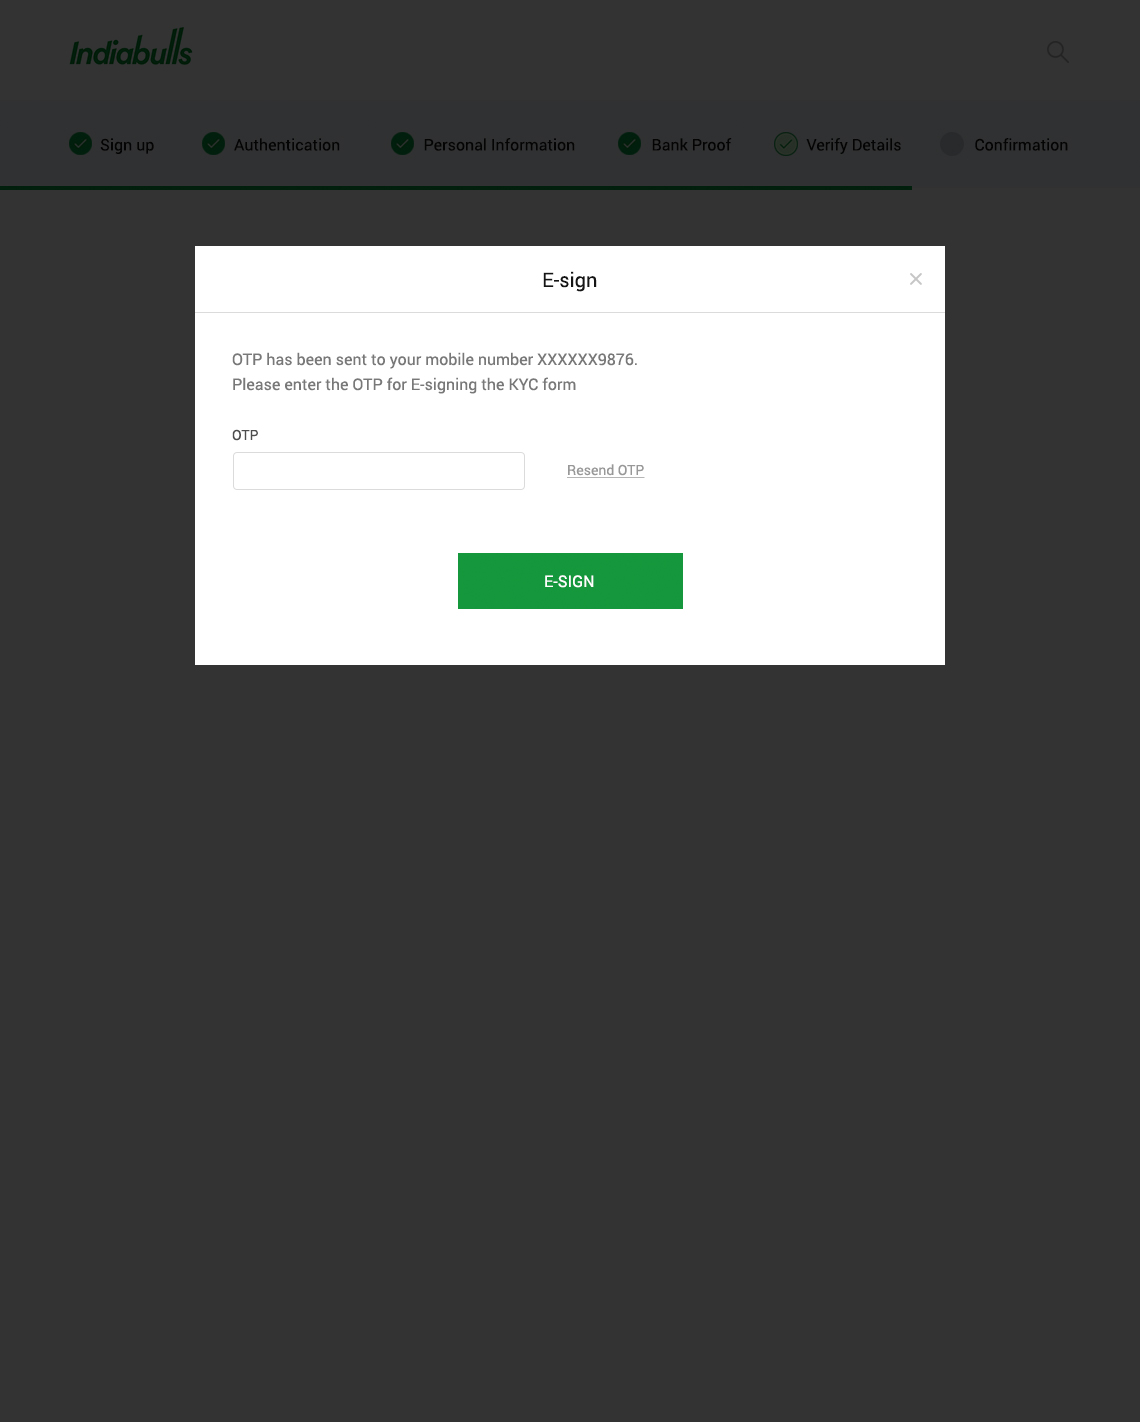 Indiabulls
Sign up Authentication Personal Information Bank Proof Verify Details Confirmation
E-sign
OTP has been sent to your mobile number XXXXXX9876.
Please enter the OTP for E-signing the KYC form
OTP
Resend OTP
E-SIGN